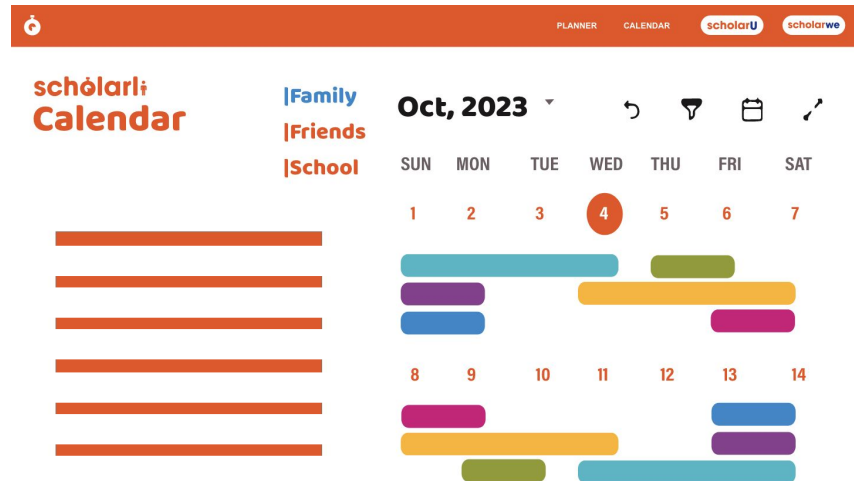 PLANNER CALENDAR scholarU scholarwe
scholarli
Calendar
|Family
|Friends
|School
Oct, 2023
SUN MON TUE WED THU FRI SAT
1 2 3 4 5 6 7
8 9 10 11 12 13 14